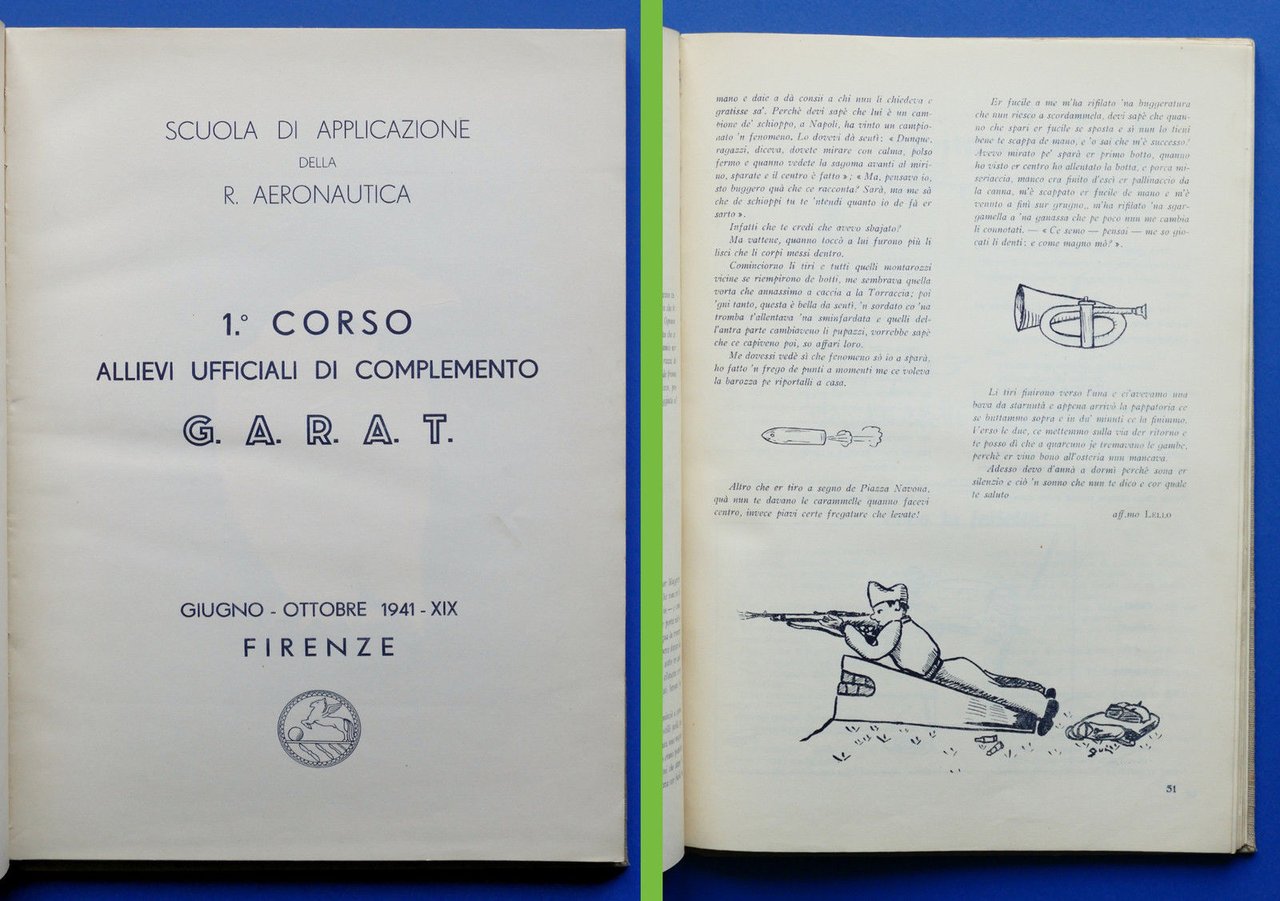 SCUOLA DI APPLICAZIONE
DELLA
R. AERONAUTICA
1.° CORSO
ALLIEVI UFFICIALI DI COMPLEMENTO
G. A. R. A. T.
GIUGNO - OTTOBRE 1941 - XIX
FIRENZE
mano e daie a dà consii a chi nun li chiedeva e
gratisse sa'. Perchè devi sapè che lui è un cam-
pione de' schioppo, a Napoli, ha vinto un campio-
nato 'n fenomeno. Lo dovevi dà sentì: « Dunque,
ragazzi, diceva, dovete mirare con calma, polso
fermo e quanno vedete la sagoma avanti al miri-
no, sparate e il centro è fatto »; « Ma, pensavo io,
sto buggero quà che ce racconta? Sarà, ma me sà
che de schioppi tu te 'ntendi quanto io de fà er
sarto ».
Infatti che te credi che avevo sbajato?
Ma vattene, quanno toccò a lui furono più li
lisci che li corpi messi dentro.
Cominciorno li tiri e tutti quelli montarozzi
vicine se riempirono de botti, me sembrava quella
vorta che annassimo a caccia a la Torraccia; poi
'gni tanto, questa è bella da sentì, 'n sordato co 'na
tromba t'allentava 'na sminfardata e quelli del-
l'antra parte cambiaveno li pupazzi, vorrebbe sapè
che ce capiveno poi, so affari loro.
Me dovessi vedè sì che fenomeno sò io a sparà,
ho fatto 'n frego de punti a momenti me ce voleva
la barozza pe riportalli a casa.
Altro che er tiro a segno de Piazza Navona,
quà nun te davano le carammelle quanno facevi
centro, invece piavi certe fregature che levate!
Er fucile a me m'ha rifilato 'na buggeratura
che nun riesco a scordammela, devi sapè che quan-
no che spari er fucile se sposta e sì nun lo tieni
bene te scappa de mano, e 'o sai che m'è successo?
Avevo mirato pe' sparà er primo botto, quanno
ho visto er centro ho allentato la botta, e porca mi-
seriaccia, manco era finito d'escì er pallinaccio da
la canna, m'è scappato er fucile de mano e m'è
venuto a finì sur grugno,. m'ha rifilato 'na sgar-
gamella a 'na ganassa che pe poco nun me cambia
li connotati. — « Ce semo — pensai — me so gio-
cati li denti; e come magno mò? ».
Li tiri finirono verso l'una e ci'avevamo una
bova da starnutà e appena arrivò la pappatoria ce
se buttammo sopra e in du' minuti ce la finimmo.
Verso le due, ce mettemmo sulla via der ritorno e
te posso dì che a quarcuno je tremavano le gambe,
perchè er vino bono all'osteria nun mancava.
Adesso devo d'annà a dormì perchè sona er
silenzio e ciò 'n sonno che nun te dico e cor quale
te saluto
aff.mo LELLO
51